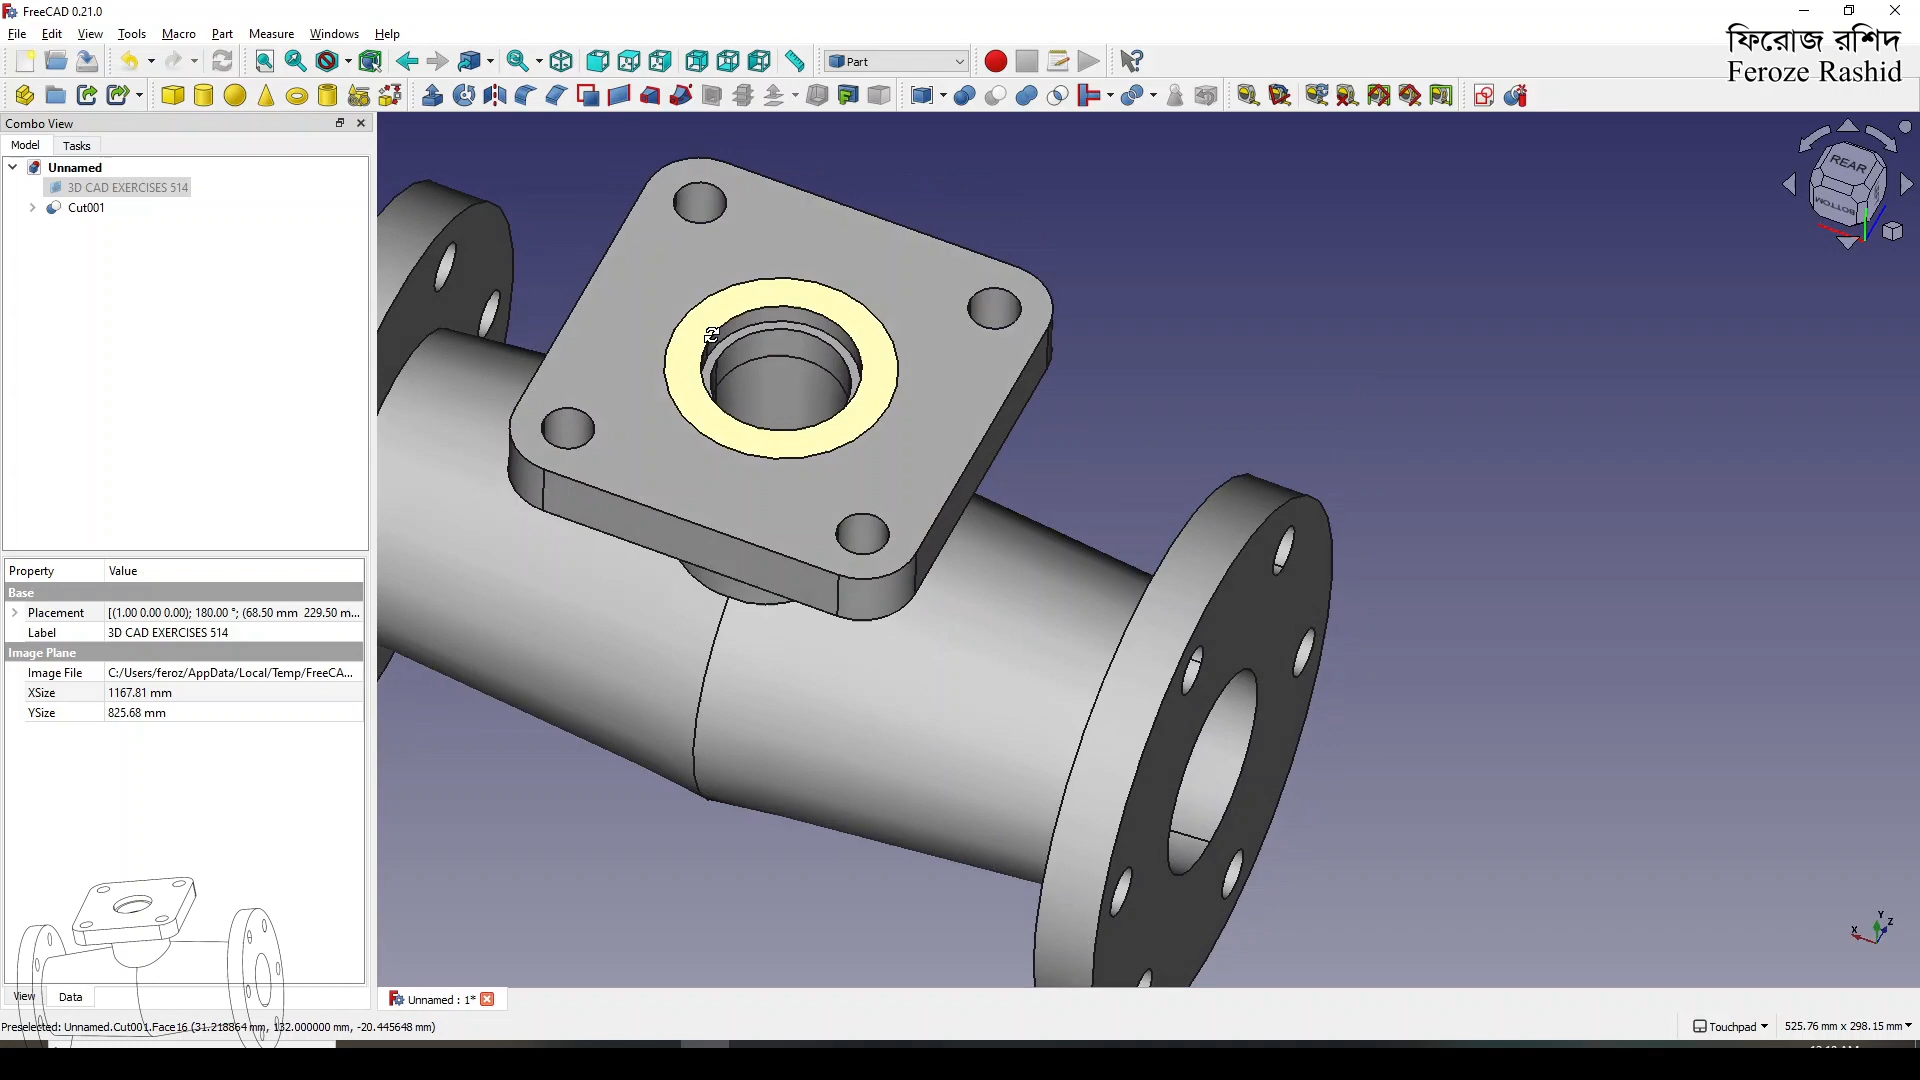 FreeCAD 0.21.0
File Edit View Tools Macro Part Measure Windows Help
ফিরোজ রশিদ
Feroze Rashid
Part
Combo View
Model Tasks
Unnamed
3D CAD EXERCISES 514
Cut001
REAR
BOTTOM
Property Value
Base
Placement [(1.00 0.00 0.00); 180.00 °; (68.50 mm 229.50 m...
Label 3D CAD EXERCISES 514
Image Plane
Image File C:/Users/feroz/AppData/Local/Temp/FreeCA...
XSize 1167.81 mm
YSize 825.68 mm
X Y Z
View Data
Unnamed : 1*
Preselected: Unnamed.Cut001.Face16 (31.218864 mm, 132.000000 mm, -20.445648 mm)
Touchpad 525.76 mm x 298.15 mm